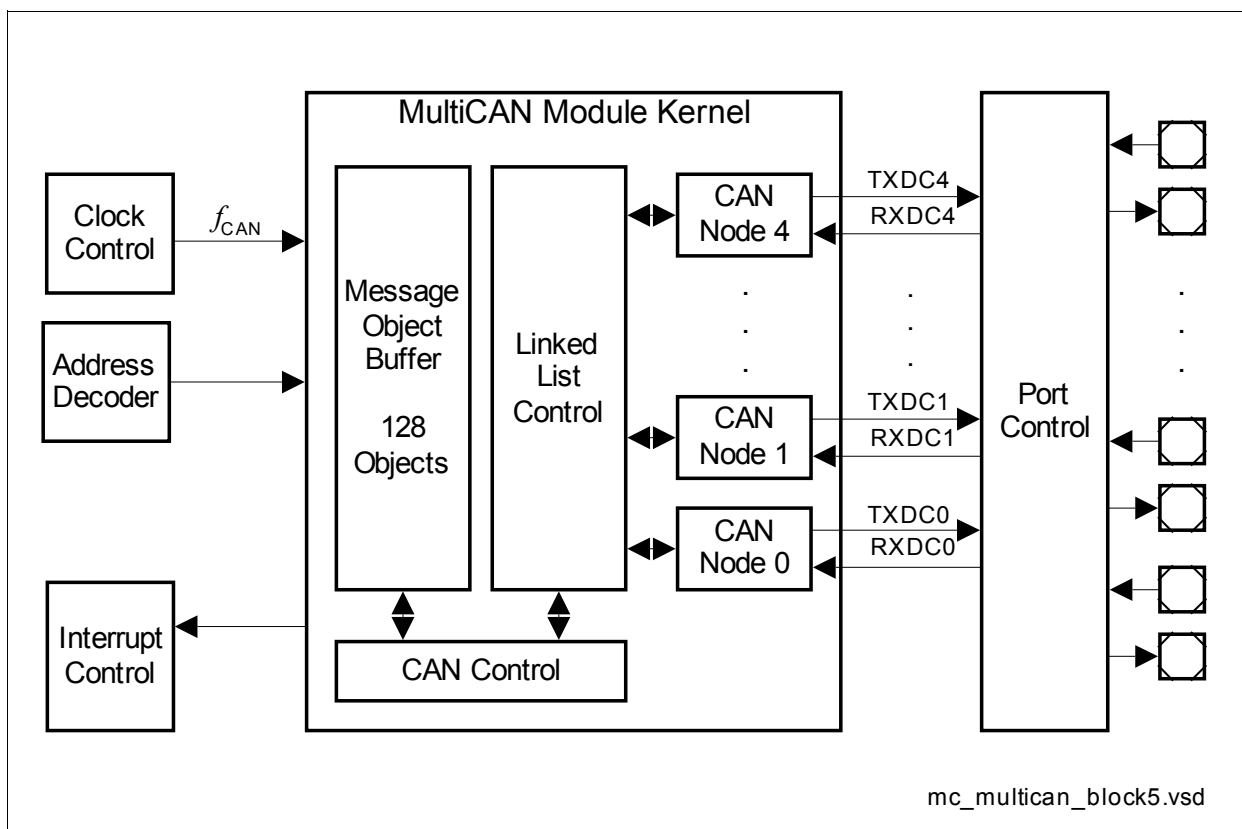 MultiCAN Module Kernel
Clock
Control
fCAN
Address
Decoder
Interrupt
Control
Message
Object
Buffer
128
Objects
Linked
List
Control
CAN Control
CAN
Node 4
CAN
Node 1
CAN
Node 0
TXDC4
RXDC4
TXDC1
RXDC1
TXDC0
RXDC0
Port
Control
mc_multican_block5.vsd